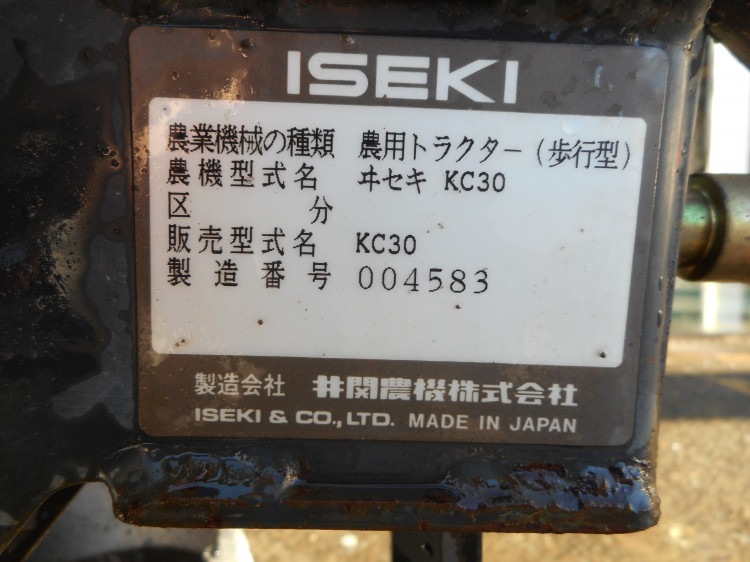 ISEKI
農業機械の種類 農用トラクター(歩行型)
農機型式名 ヰセキ KC30
区分
販売型式名 KC30
製造番号 004583
製造会社 井関農機株式会社
ISEKI & CO., LTD. MADE IN JAPAN